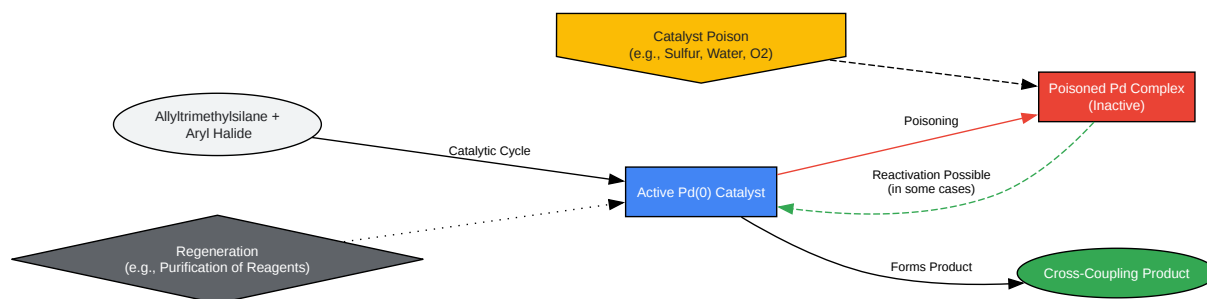 Catalyst Poison
(e.g., Sulfur, Water, O2)
Poisoned Pd Complex
(Inactive)
Allyltrimethylsilane +
Aryl Halide
Poisoning
Catalytic Cycle
Reactivation Possible
(in some cases)
Active Pd(0) Catalyst
Regeneration
(e.g., Purification of Reagents)
Forms Product
Cross-Coupling Product